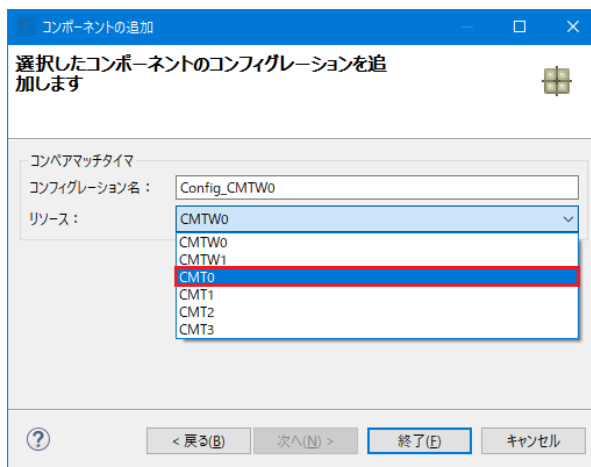 コンポーネントの追加
選択したコンポーネントのコンフィグレーションを追
加します
コンペアマッチタイマ
コンフィグレーション名： Config_CMTW0
リソース： CMTW0
CMTW0
CMTW1
CMT0
CMT1
CMT2
CMT3
< 戻る(B) 次へ(N) > 終了(F) キャンセル